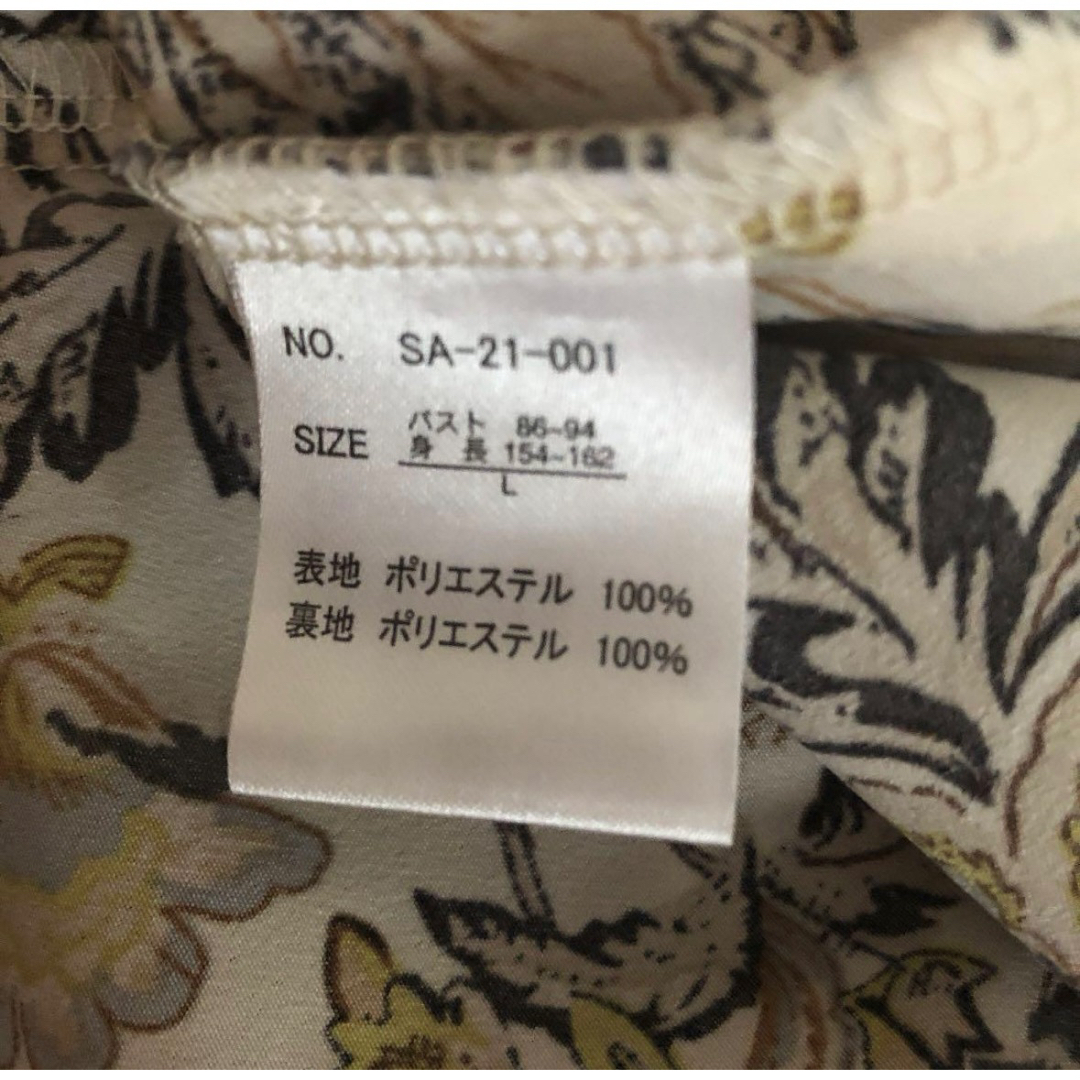 NO. SA-21-001
SIZE バスト 86~94
身 長 154~162
L
表地 ポリエステル 100%
裏地 ポリエステル 100%